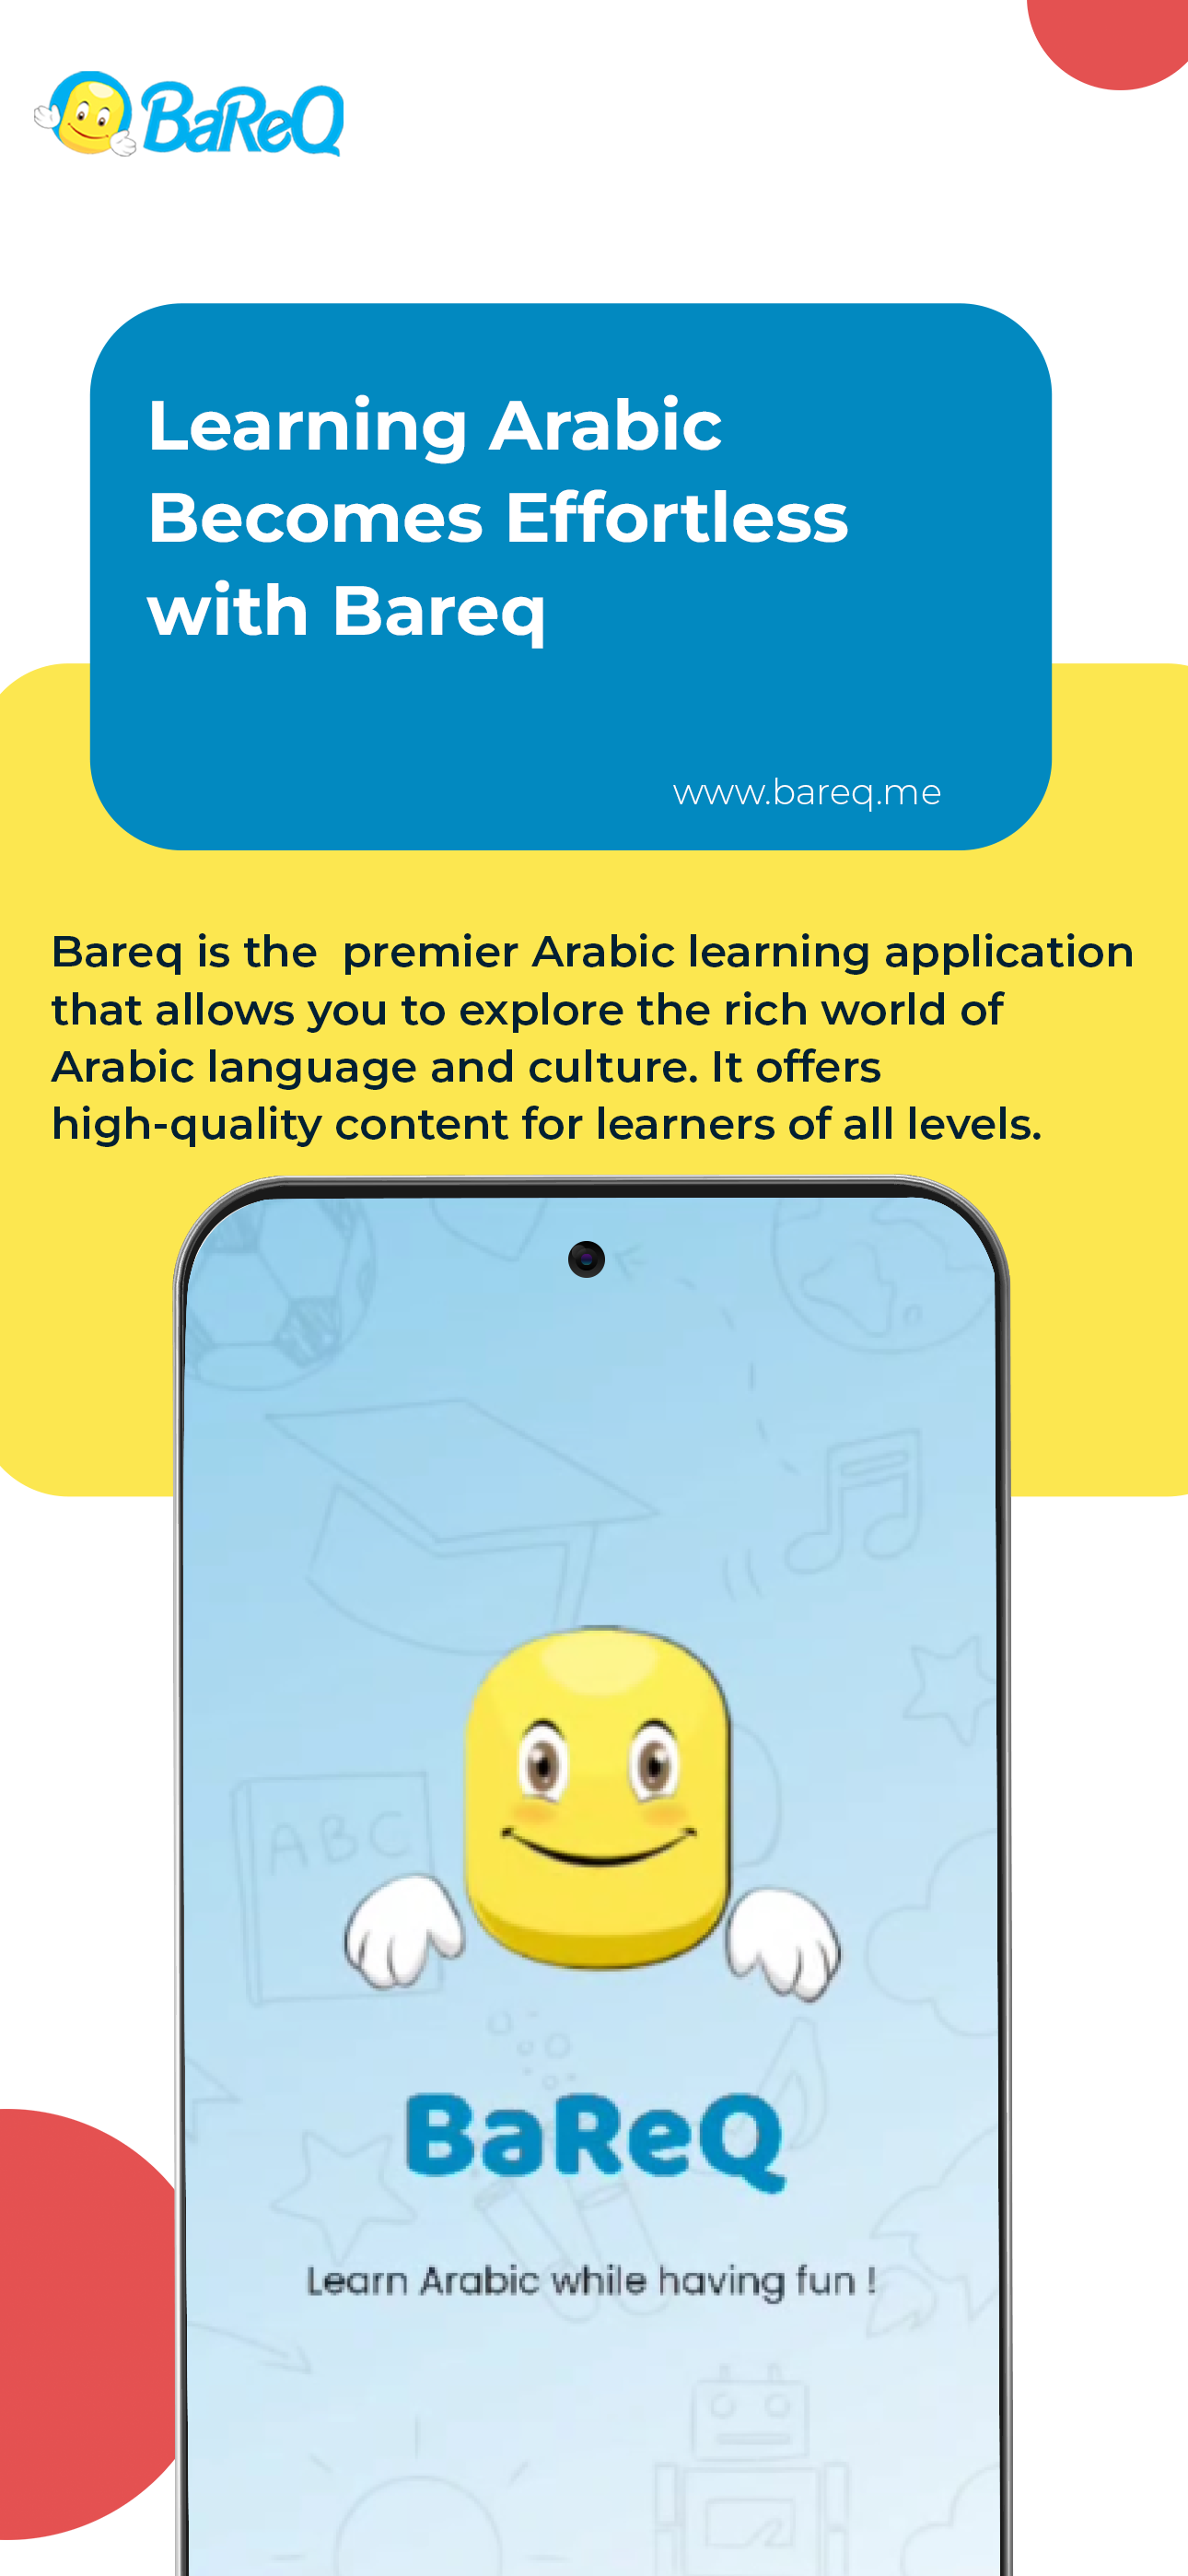 BaReQ
Learning Arabic
Becomes Effortless
with Bareq
www.bareq.me
Bareq is the  premier Arabic learning application
that allows you to explore the rich world of
Arabic language and culture. It offers
high-quality content for learners of all levels.
ABC
BaReQ
Learn Arabic while having fun !